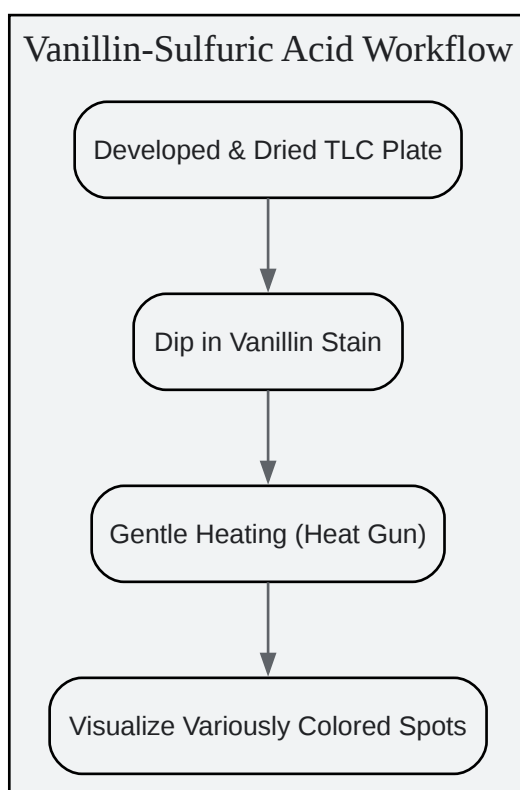 Vanillin-Sulfuric Acid Workflow
Developed & Dried TLC Plate
Dip in Vanillin Stain
Gentle Heating (Heat Gun)
Visualize Variously Colored Spots